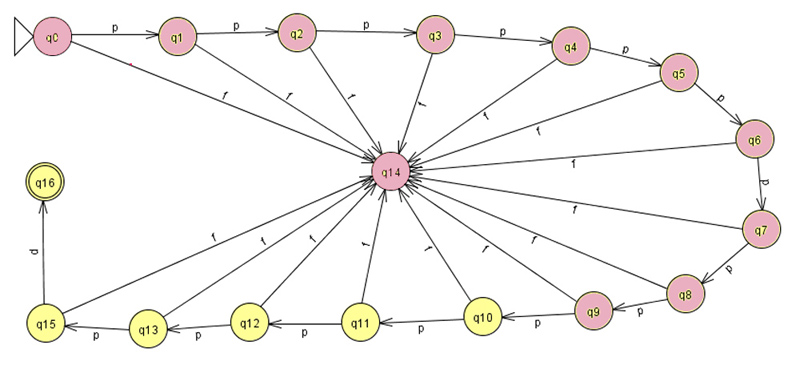 q0 p q1 p q2 p q3 p q4 p q5
p
q6
f f f f f f f
p
q14
q16
q7
f f f f f f f f
p
p
q8
q15 p q13 p q12 p q11 p q10 p q9 p